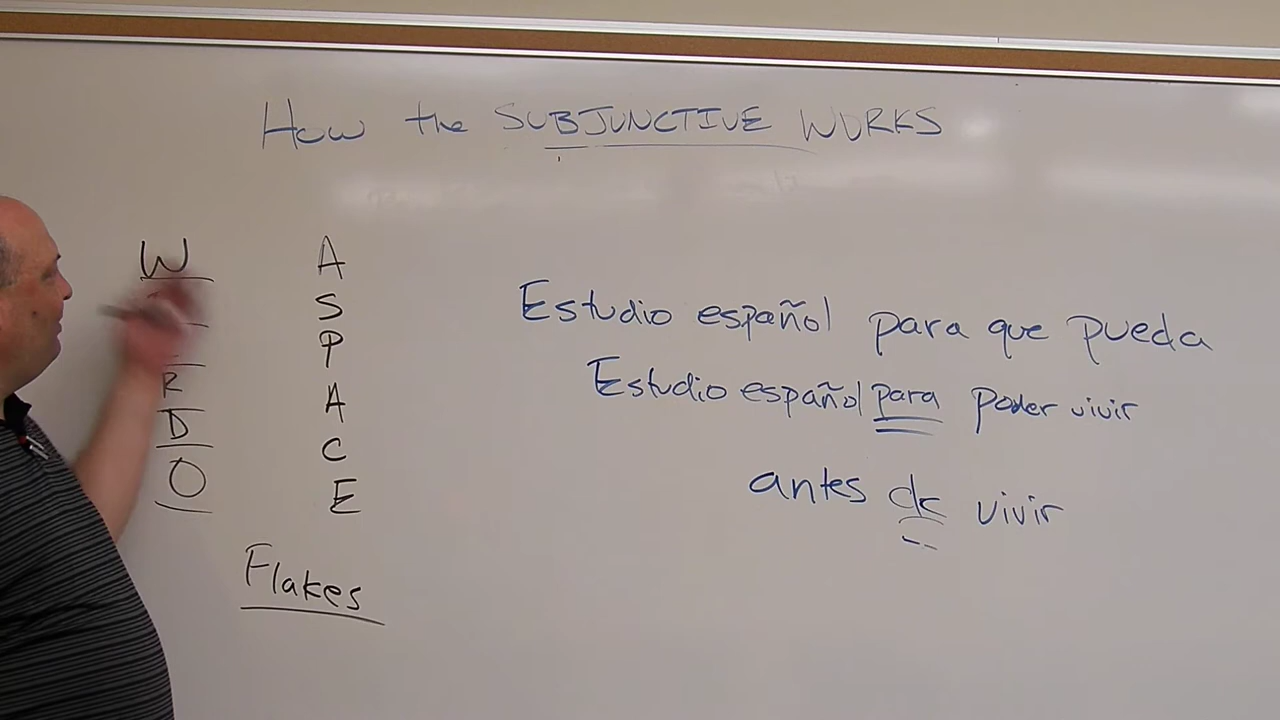 How the SUBJUNCTIVE WORKS
W
R
D
O
A
S
P
A
C
E
Flakes
Estudio español para que pueda
Estudio español para poder vivir
antes de vivir